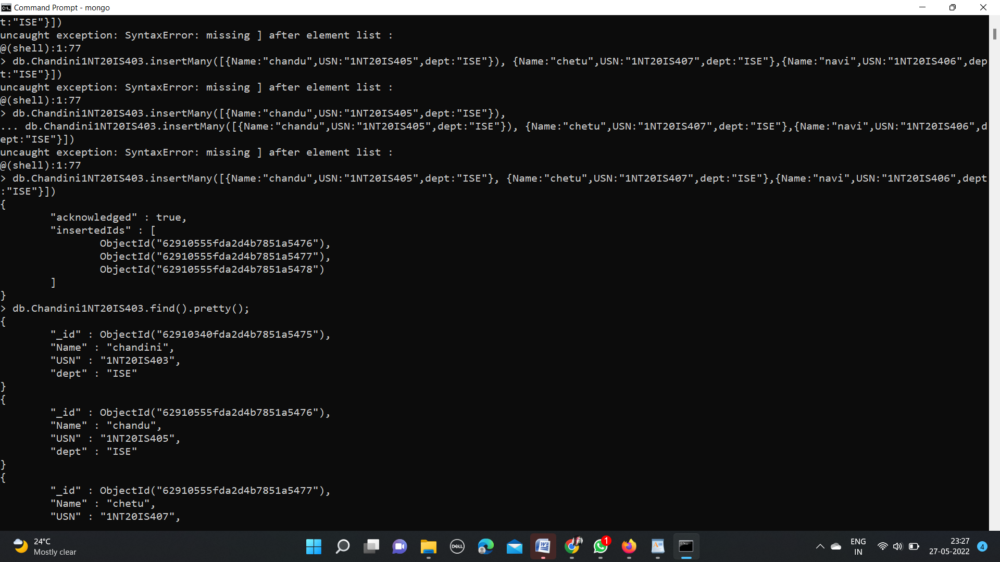 Command Prompt - mongo
t:"ISE"}])
uncaught exception: SyntaxError: missing ] after element list :
@(shell):1:77
> db.Chandini1NT20IS403.insertMany([{Name:"chandu",USN:"1NT20IS405",dept:"ISE"}), {Name:"chetu",USN:"1NT20IS407",dept:"ISE"},{Name:"navi",USN:"1NT20IS406",dep
t:"ISE"}])
uncaught exception: SyntaxError: missing ] after element list :
@(shell):1:77
> db.Chandini1NT20IS403.insertMany([{Name:"chandu",USN:"1NT20IS405",dept:"ISE"}),
... db.Chandini1NT20IS403.insertMany([{Name:"chandu",USN:"1NT20IS405",dept:"ISE"}), {Name:"chetu",USN:"1NT20IS407",dept:"ISE"},{Name:"navi",USN:"1NT20IS406",d
ept:"ISE"}])
uncaught exception: SyntaxError: missing ] after element list :
@(shell):1:77
> db.Chandini1NT20IS403.insertMany([{Name:"chandu",USN:"1NT20IS405",dept:"ISE"}, {Name:"chetu",USN:"1NT20IS407",dept:"ISE"},{Name:"navi",USN:"1NT20IS406",dept
:"ISE"}])
{
"acknowledged" : true,
"insertedIds" : [
ObjectId("62910555fda2d4b7851a5476"),
ObjectId("62910555fda2d4b7851a5477"),
ObjectId("62910555fda2d4b7851a5478")
]
}
> db.Chandini1NT20IS403.find().pretty();
{
"_id" : ObjectId("62910340fda2d4b7851a5475"),
"Name" : "chandini",
"USN" : "1NT20IS403",
"dept" : "ISE"
}
{
"_id" : ObjectId("62910555fda2d4b7851a5476"),
"Name" : "chandu",
"USN" : "1NT20IS405",
"dept" : "ISE"
}
{
"_id" : ObjectId("62910555fda2d4b7851a5477"),
"Name" : "chetu",
"USN" : "1NT20IS407",
24°C
Mostly clear
DELL
1
ENG
IN
23:27
27-05-2022
4